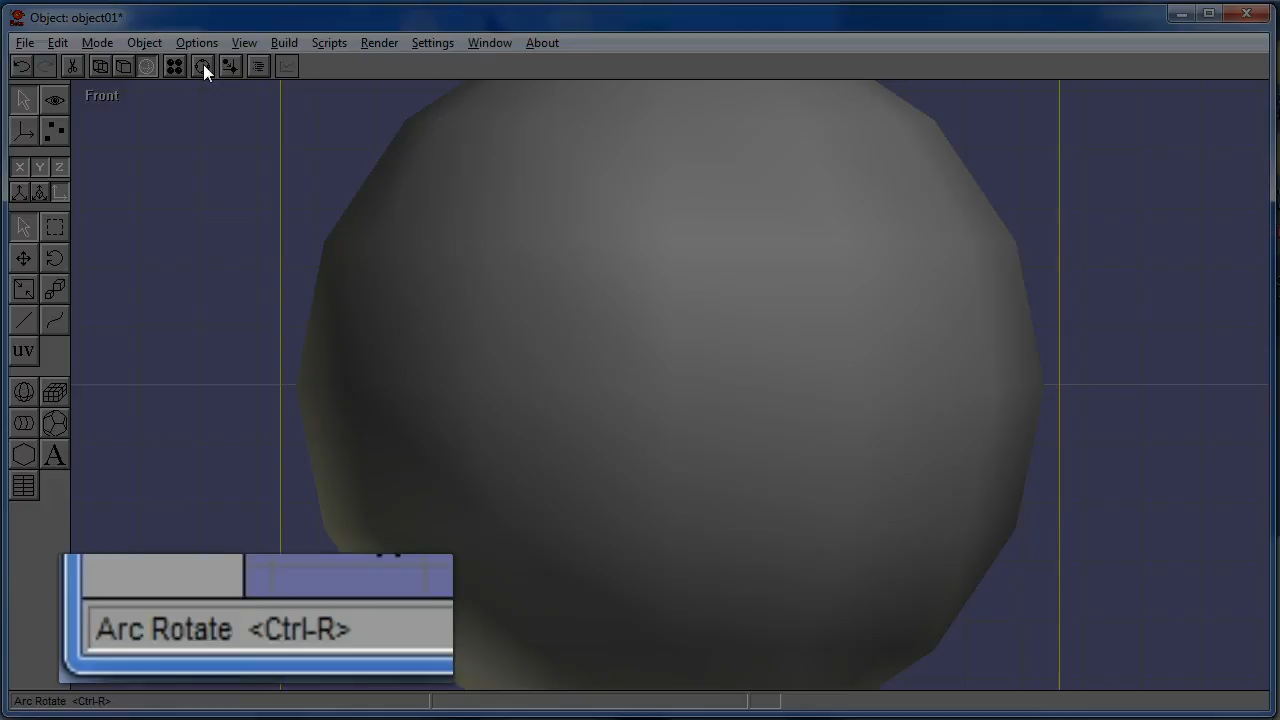 Object: object01*
File Edit Mode Object Options View Build Scripts Render Settings Window About
Front
X Y Z
uv
A
Arc Rotate <Ctrl-R>
Arc Rotate <Ctrl-R>